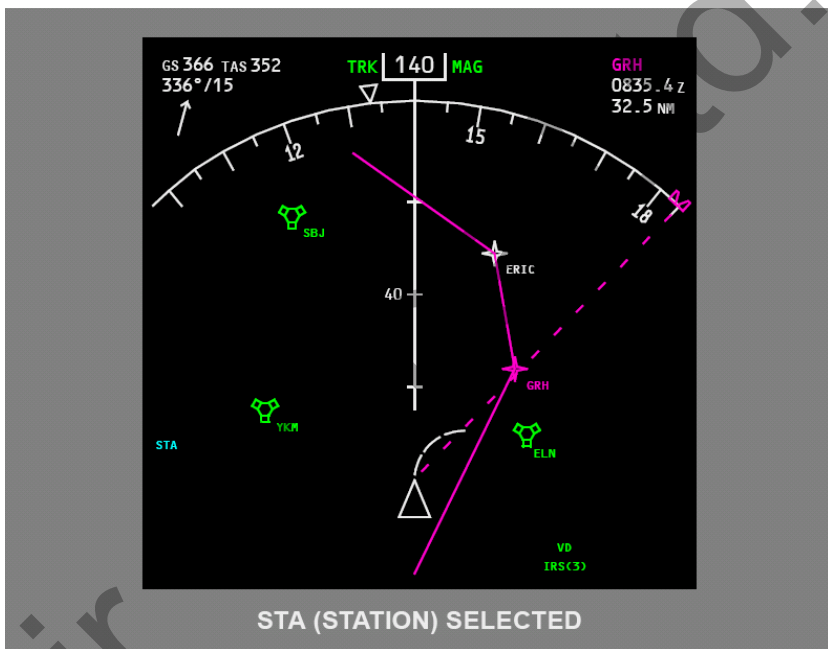 GS 366 TAS 352
336°/15
TRK 140 MAG
GRH
0835.4 Z
32.5 NM
12
15
18
SBJ
ERIC
40
GRH
YKM
STA
ELN
VD
IRS(3)
STA (STATION) SELECTED